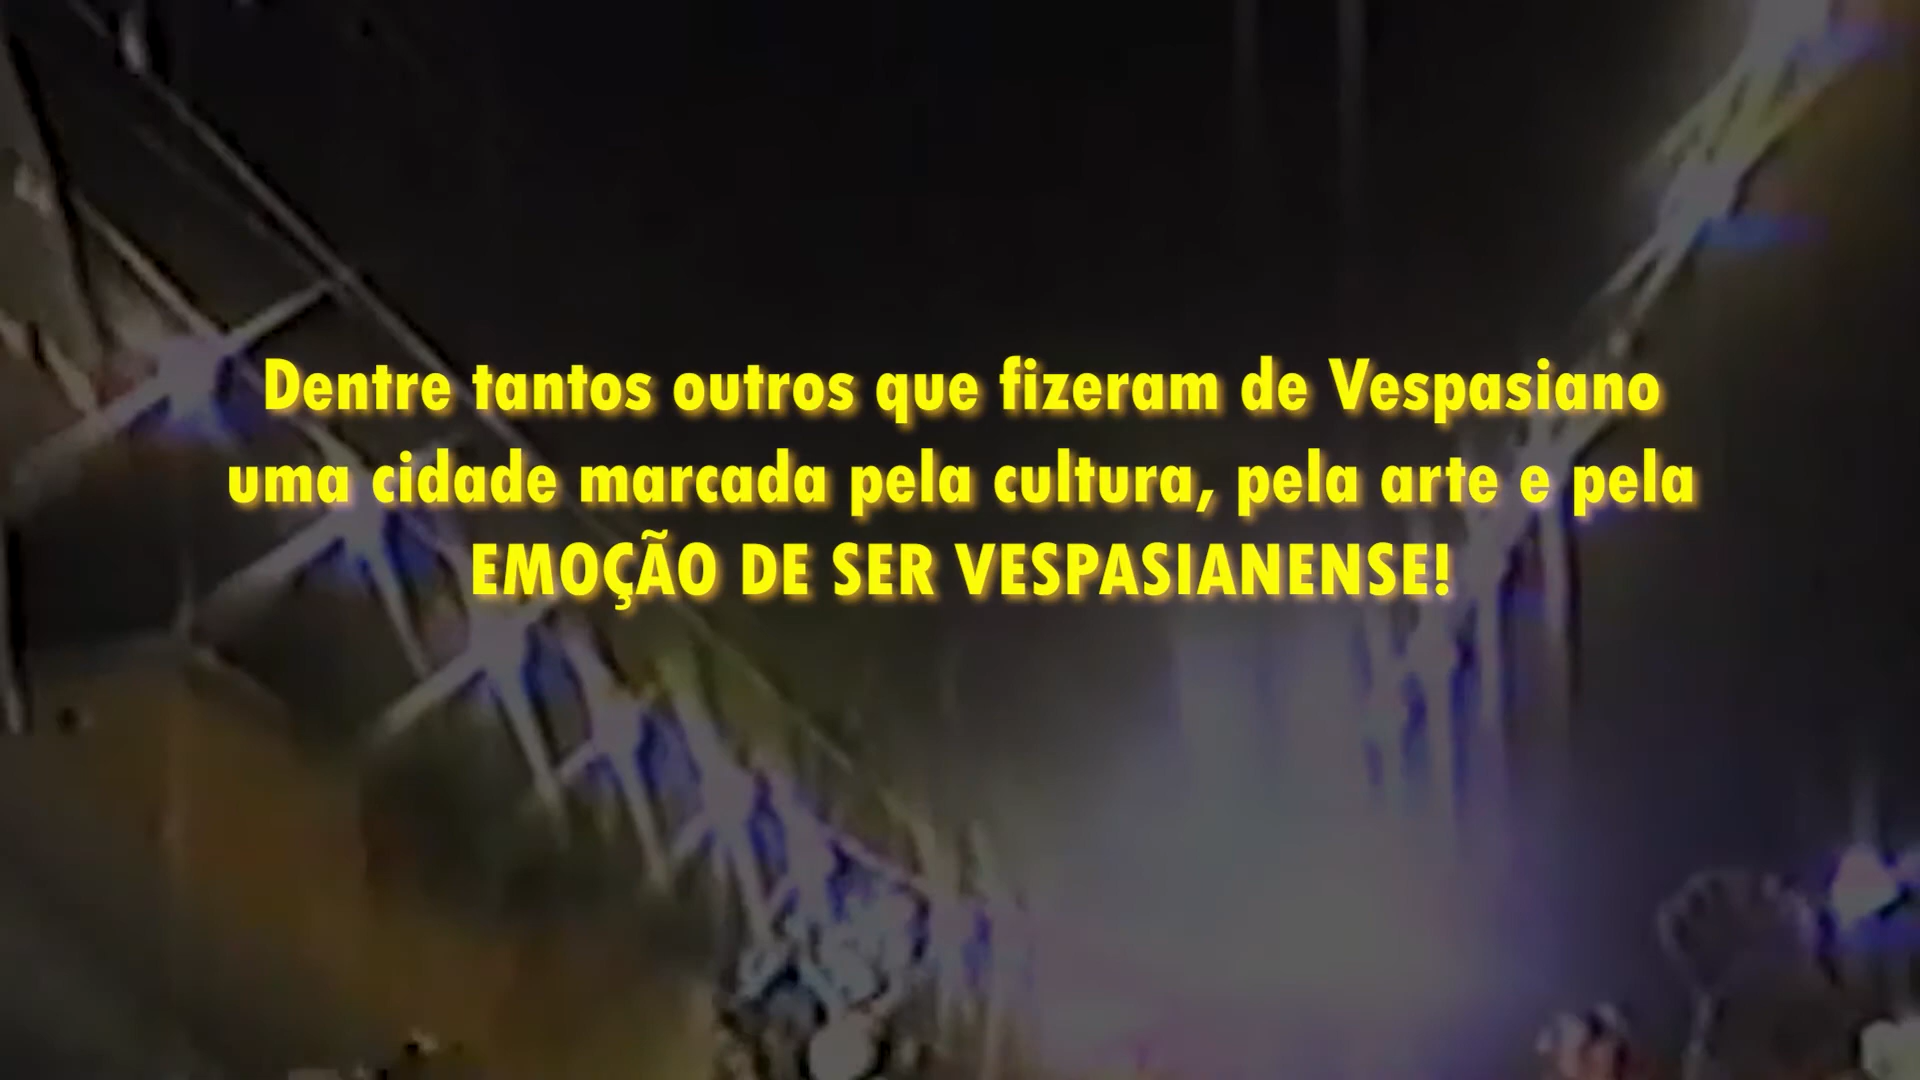 Dentre tantos outros que fizeram de Vespasiano
uma cidade marcada pela cultura, pela arte e pela
EMOÇÃO DE SER VESPASIANENSE!